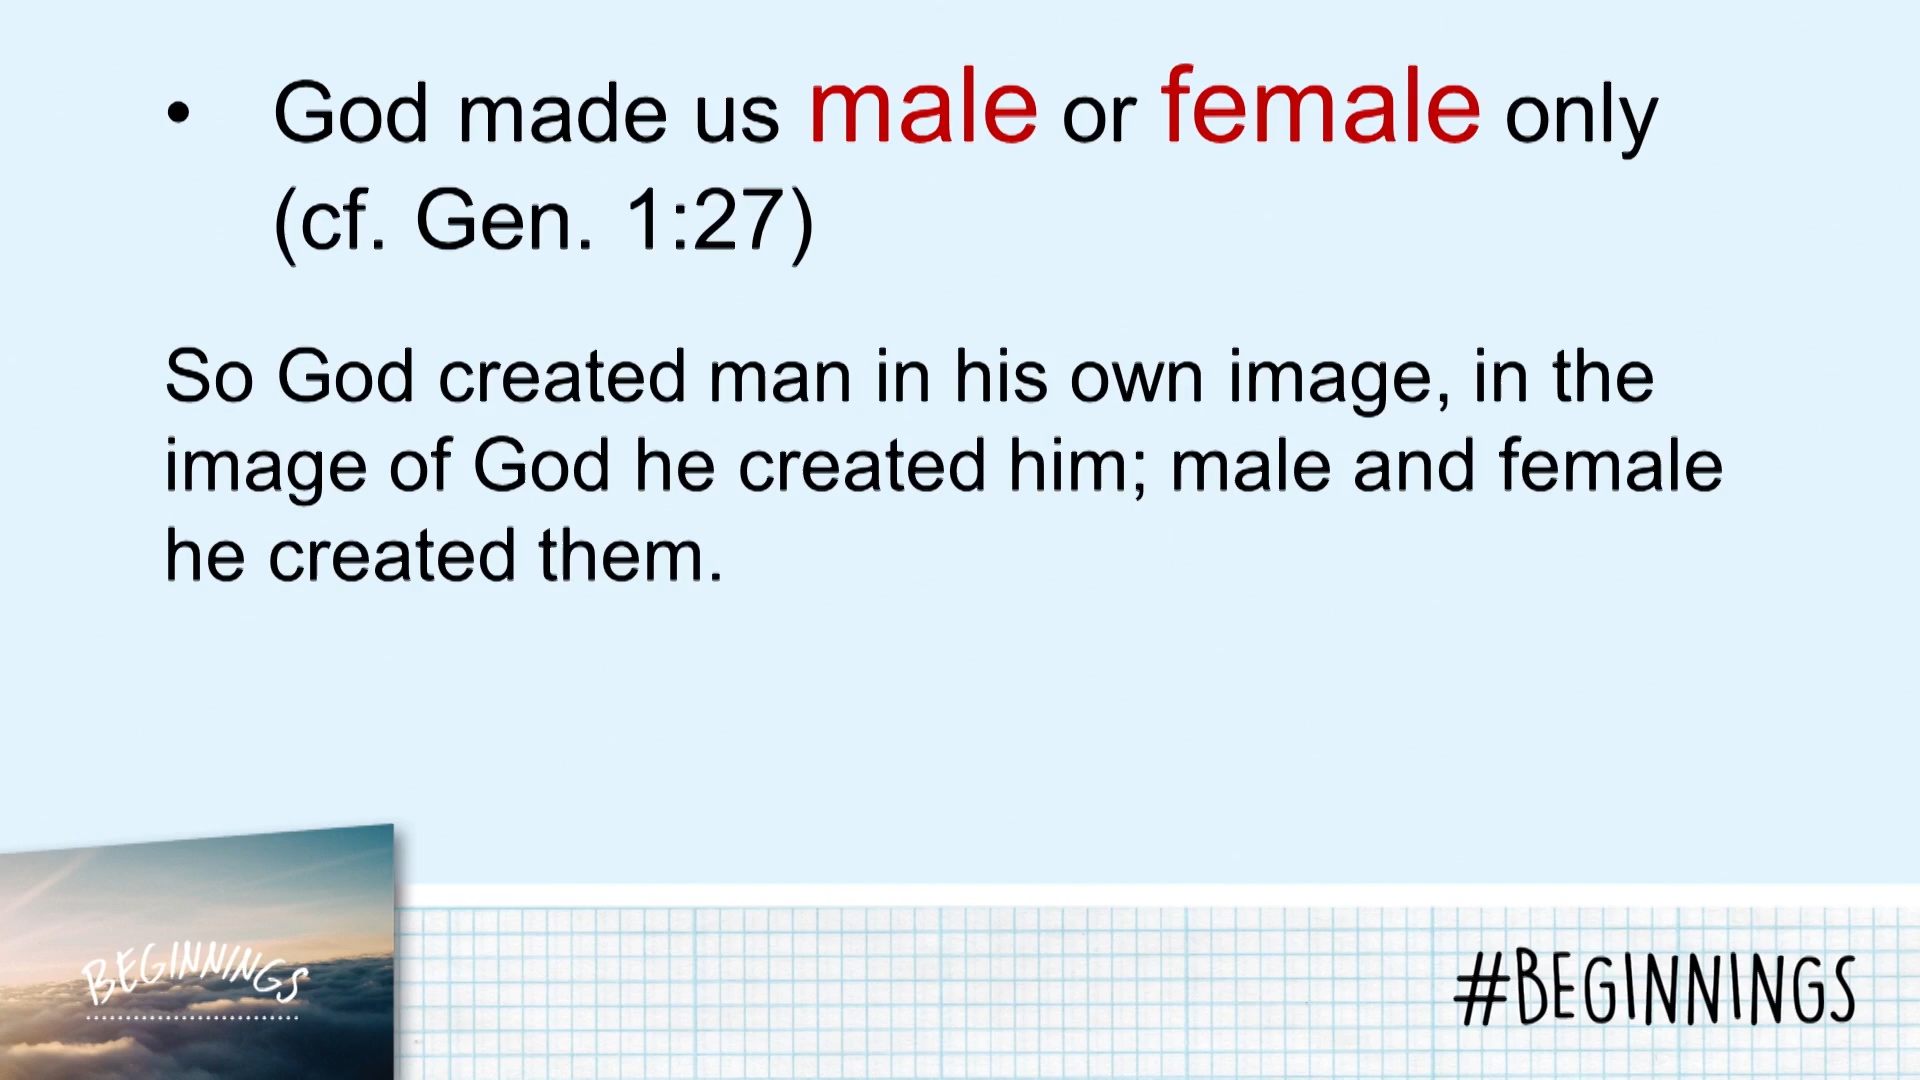 • God made us male or female only
(cf. Gen. 1:27)
So God created man in his own image, in the
image of God he created him; male and female
he created them.
BEGINNINGS
#BEGINNINGS